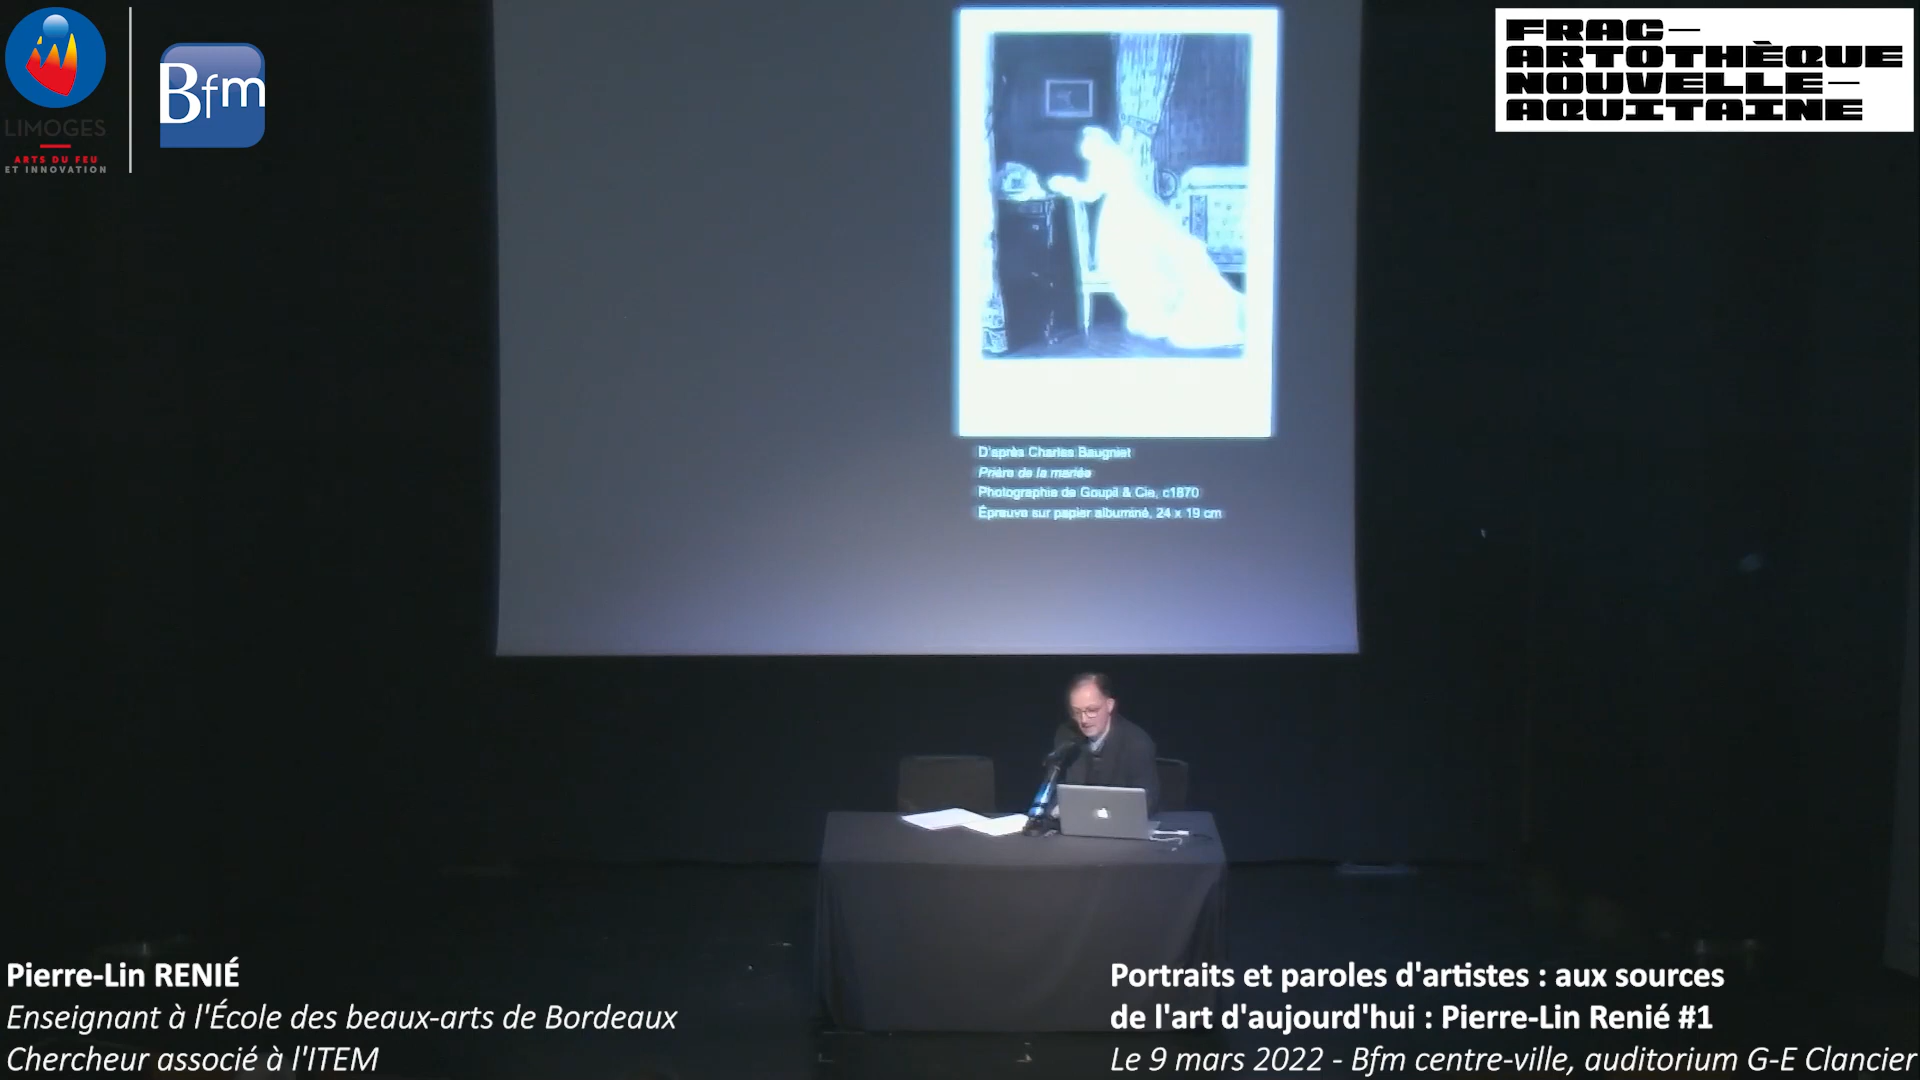 LIMOGES
ARTS DU FEU
ET INNOVATION
Bfm
FRAC—
ARTOTHÈQUE
NOUVELLE—
AQUITAINE
D'après Charles Baugniet
Prière de la mariée
Photographie de Goupil & Cie, c1870
Épreuve sur papier albuminé, 24 x 19 cm
Pierre-Lin RENIÉ
Enseignant à l'École des beaux-arts de Bordeaux
Chercheur associé à l'ITEM
Portraits et paroles d'artistes : aux sources
de l'art d'aujourd'hui : Pierre-Lin Renié #1
Le 9 mars 2022 - Bfm centre-ville, auditorium G-E Clancier